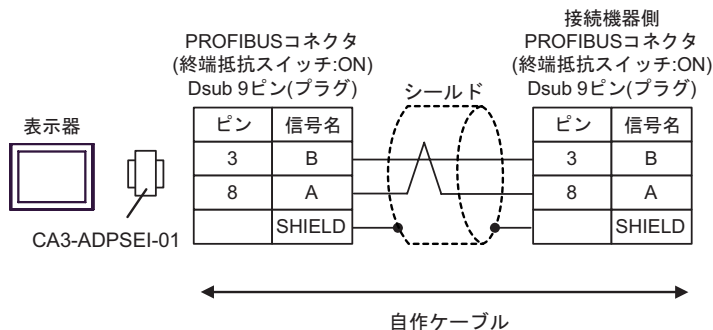 接続機器側
PROFIBUSコネクタ
(終端抵抗スイッチ:ON)
Dsub 9ピン(プラグ)
PROFIBUSコネクタ
(終端抵抗スイッチ:ON)
Dsub 9ピン(プラグ)
シールド
表示器
ピン 信号名
3 B
8 A
SHIELD
ピン 信号名
3 B
8 A
SHIELD
CA3-ADPSEI-01
自作ケーブル